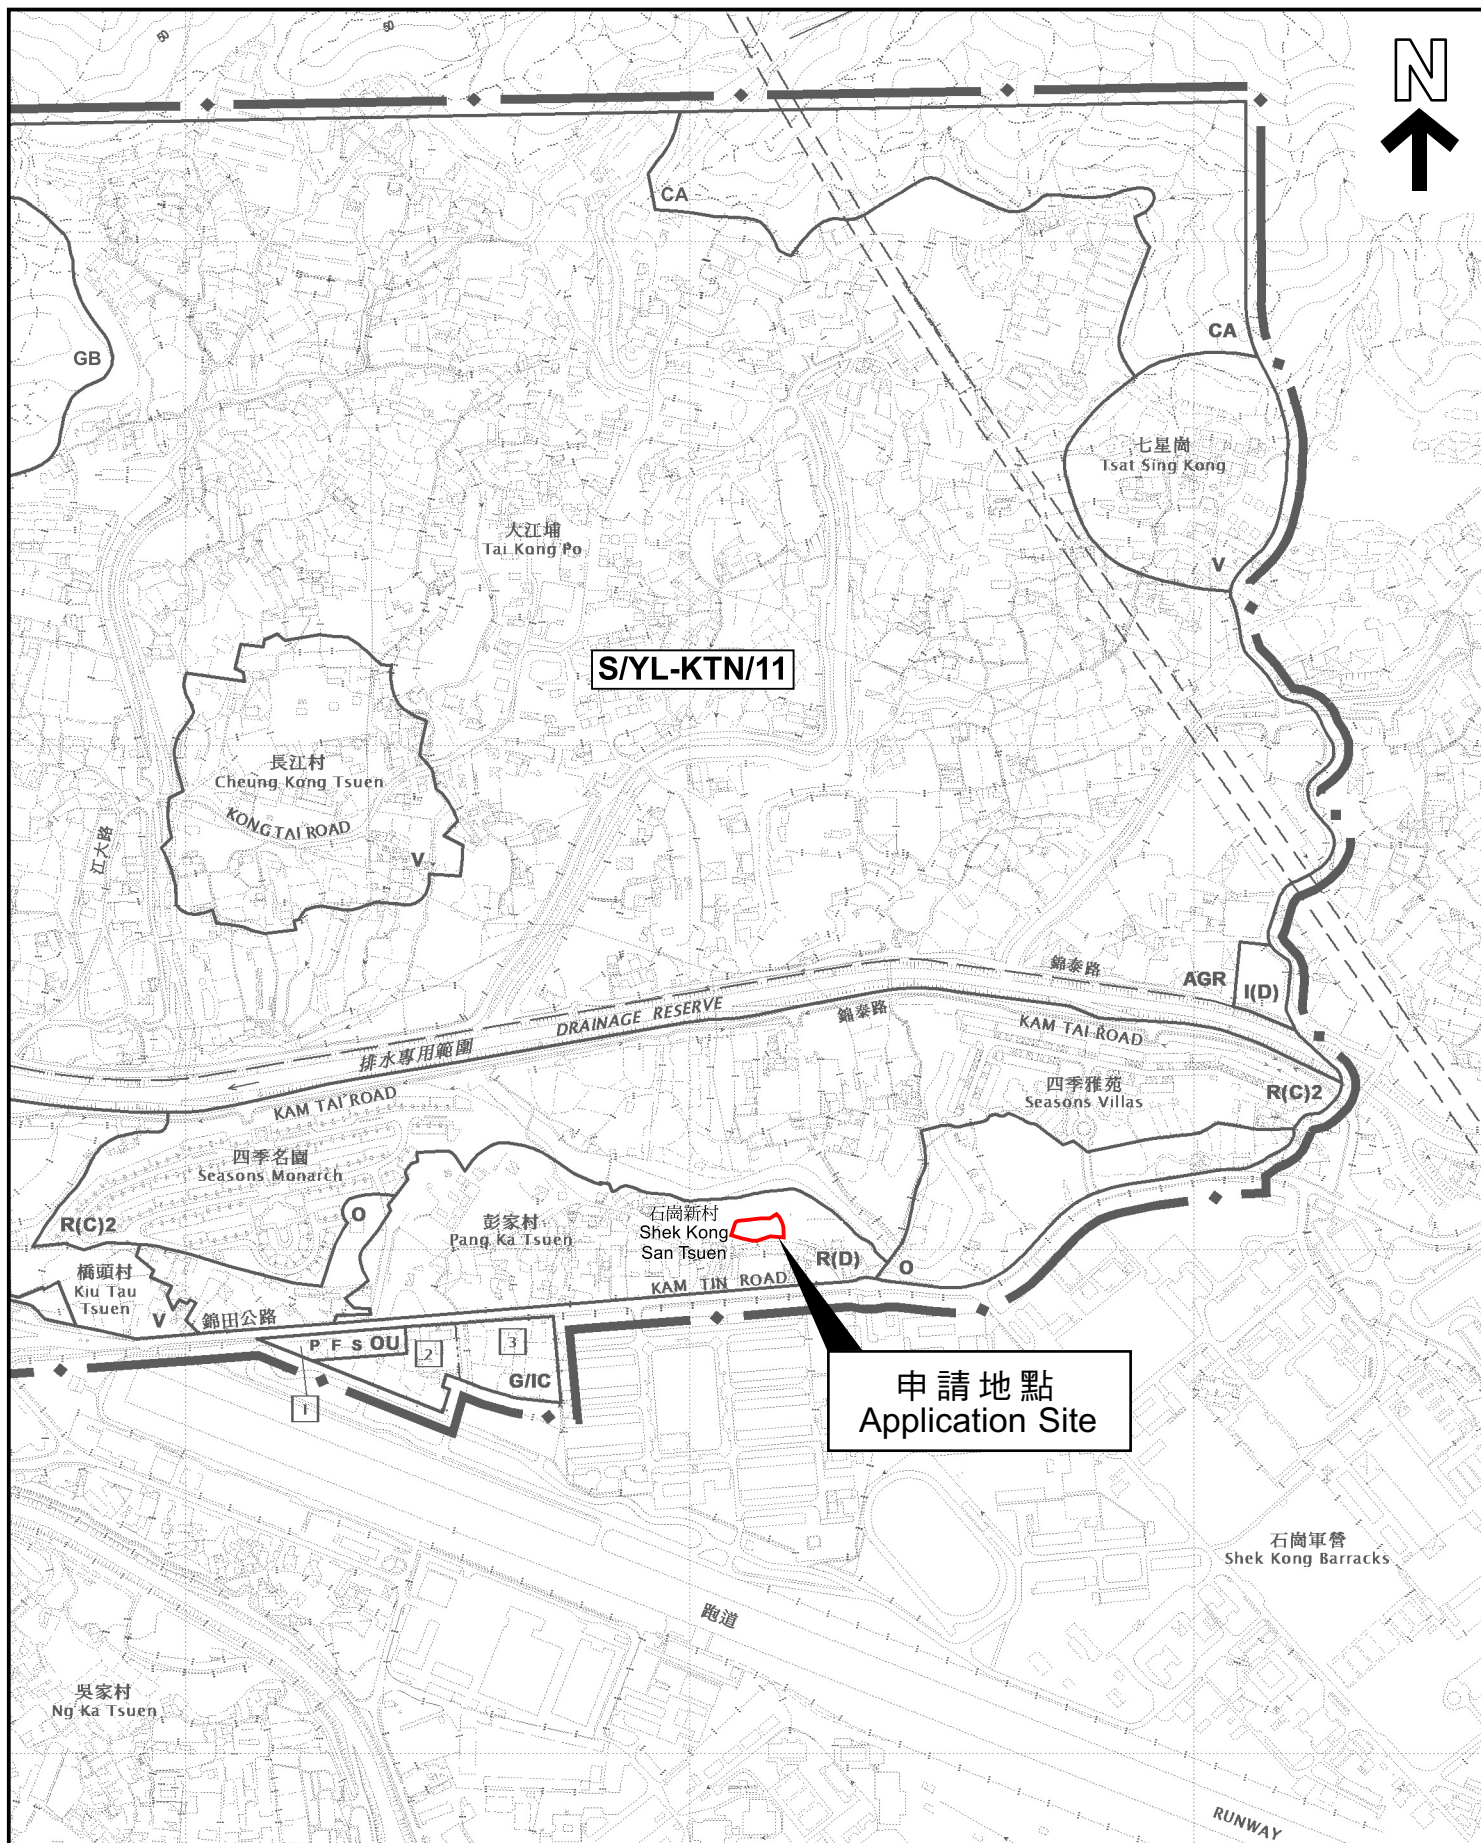 50
50
N
CA
GB
CA
七星崗
Tsat Sing Kong
V
大江埔
Tai Kong Po
S/YL-KTN/11
長江村
Cheung Kong Tsuen
KONG TAI ROAD
V
江大路
錦泰路
AGR
I(D)
DRAINAGE RESERVE
排水專用範圍
錦泰路
KAM TAI ROAD
KAM TAI ROAD
四季雅苑
Seasons Villas
R(C)2
四季名園
Seasons Monarch
R(C)2
O
彭家村
Pang Ka Tsuen
石崗新村
Shek Kong
San Tsuen
R(D)
O
KAM TIN ROAD
橋頭村
Kiu Tau
Tsuen
V
錦田公路
P F S OU
2
3
G/IC
1
申請地點
Application Site
石崗軍營
Shek Kong Barracks
跑道
吳家村
Ng Ka Tsuen
RUNWAY